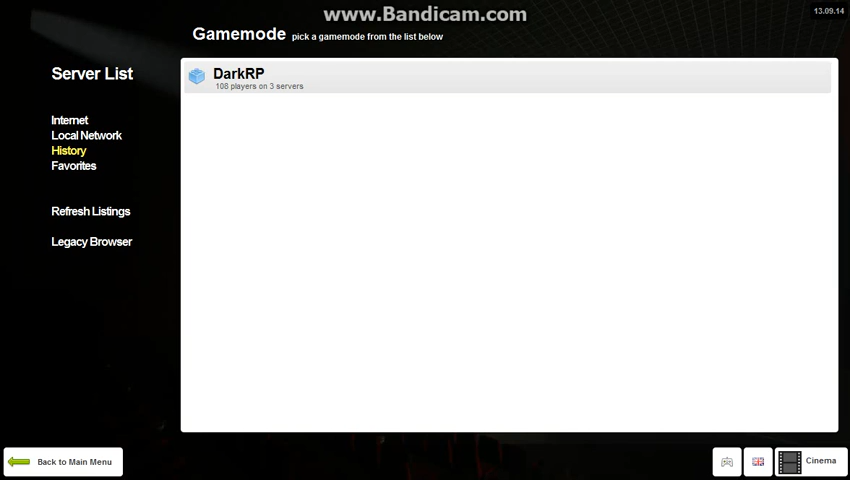 www.Bandicam.com
13.09.14
Gamemode pick a gamemode from the list below
Server List
DarkRP
108 players on 3 servers
Internet
Local Network
History
Favorites
Refresh Listings
Legacy Browser
Back to Main Menu
Cinema